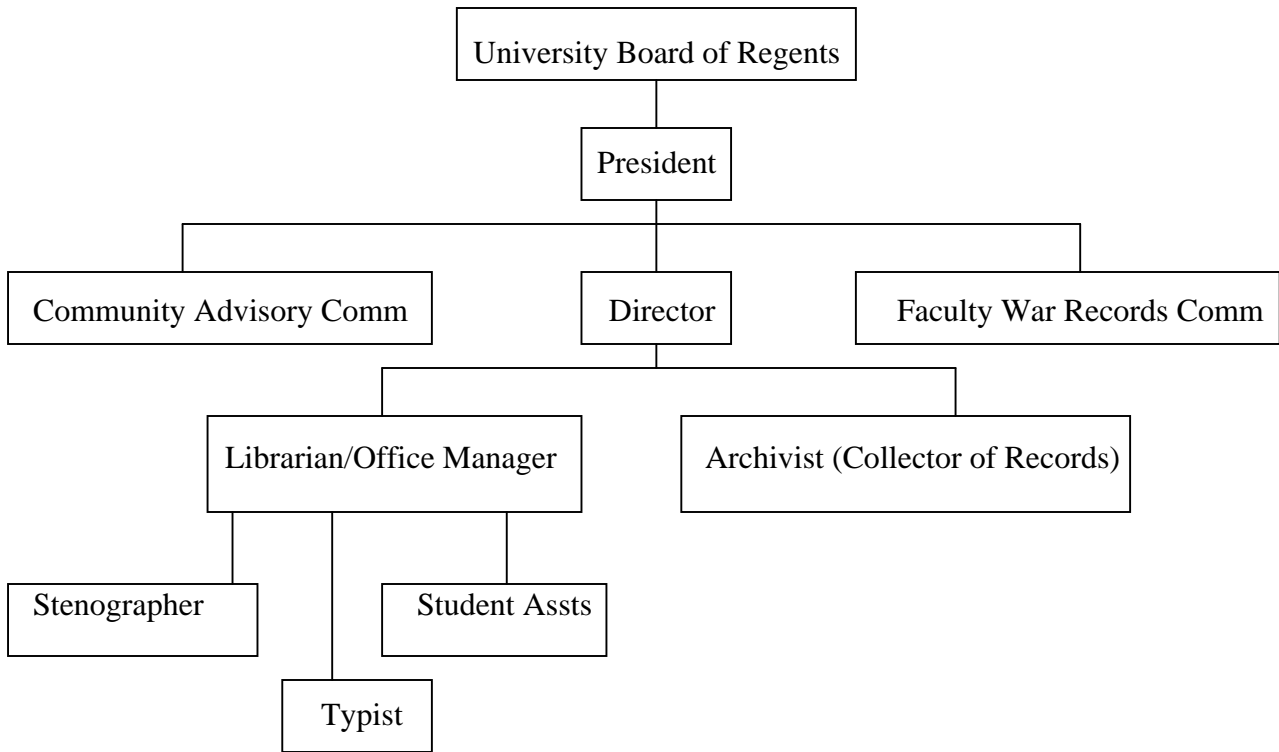 University Board of Regents
President
Community Advisory Comm
Director
Faculty War Records Comm
Librarian/Office Manager
Archivist (Collector of Records)
Stenographer
Student Assts
Typist